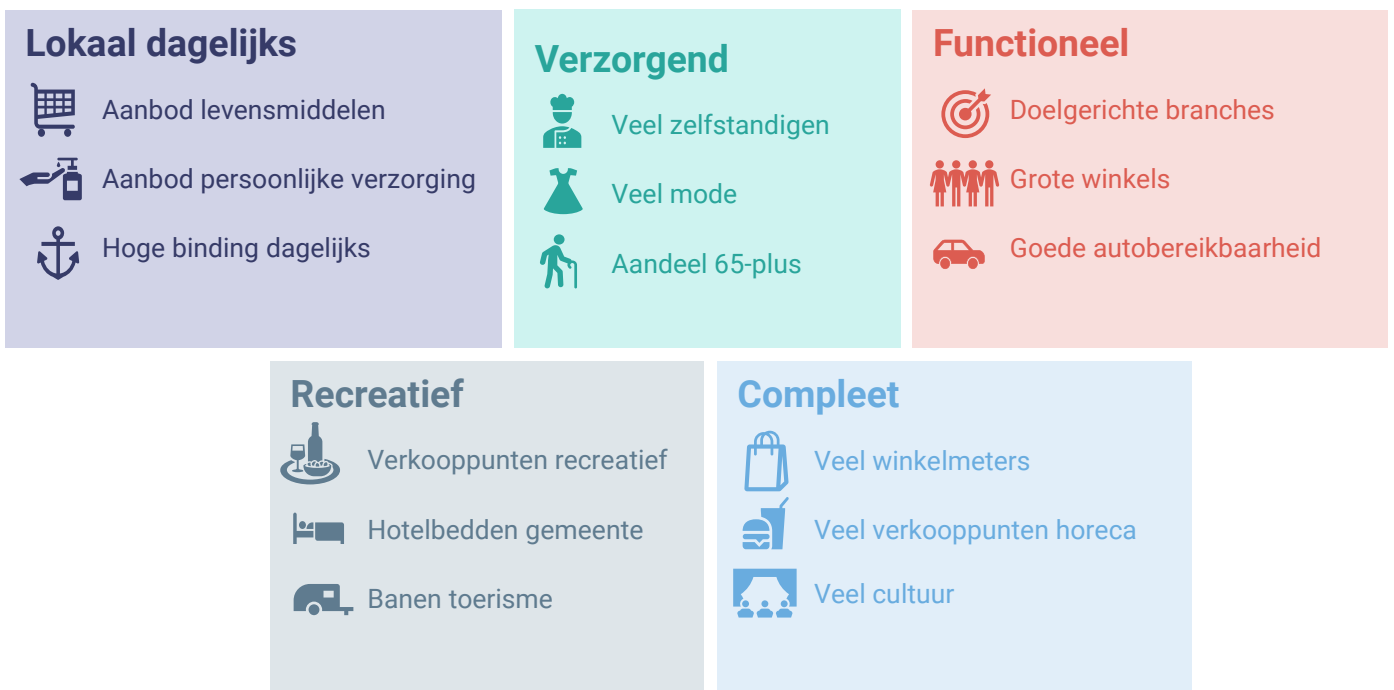 Lokaal dagelijks
Aanbod levensmiddelen
Aanbod persoonlijke verzorging
Hoge binding dagelijks
Verzorgend
Veel zelfstandigen
Veel mode
Aandeel 65-plus
Functioneel
Doelgerichte branches
Grote winkels
Goede autobereikbaarheid
Recreatief
Verkooppunten recreatief
Hotelbedden gemeente
Banen toerisme
Compleet
Veel winkelmeters
Veel verkooppunten horeca
Veel cultuur